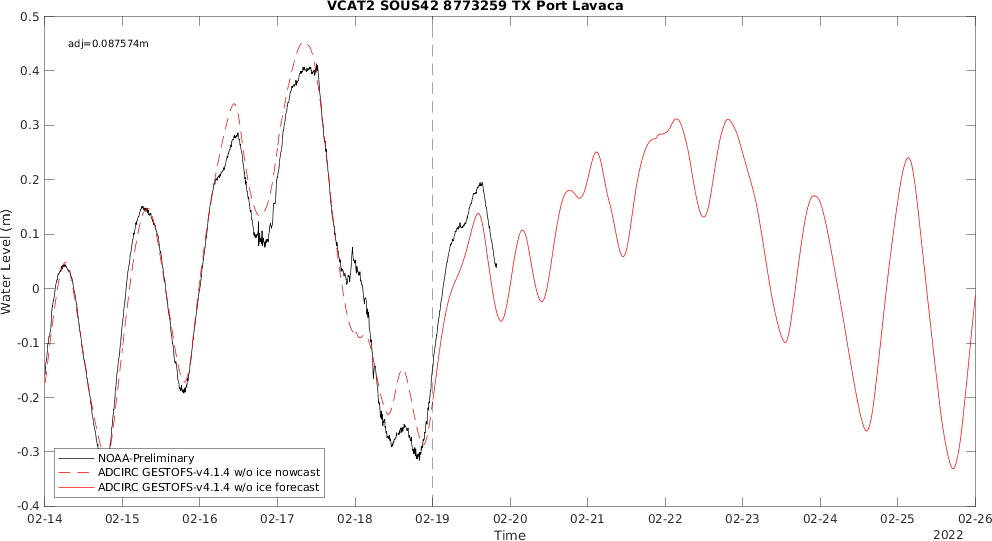 VCAT2 SOUS42 8773259 TX Port Lavaca
adj=0.087574m
0.5
0.4
0.3
0.2
0.1
0
-0.1
-0.2
-0.3
-0.4
Water Level (m)
NOAA-Preliminary
ADCIRC GESTOFS-v4.1.4 w/o ice nowcast
ADCIRC GESTOFS-v4.1.4 w/o ice forecast
02-14 02-15 02-16 02-17 02-18 02-19 02-20 02-21 02-22 02-23 02-24 02-25 02-26
Time
2022